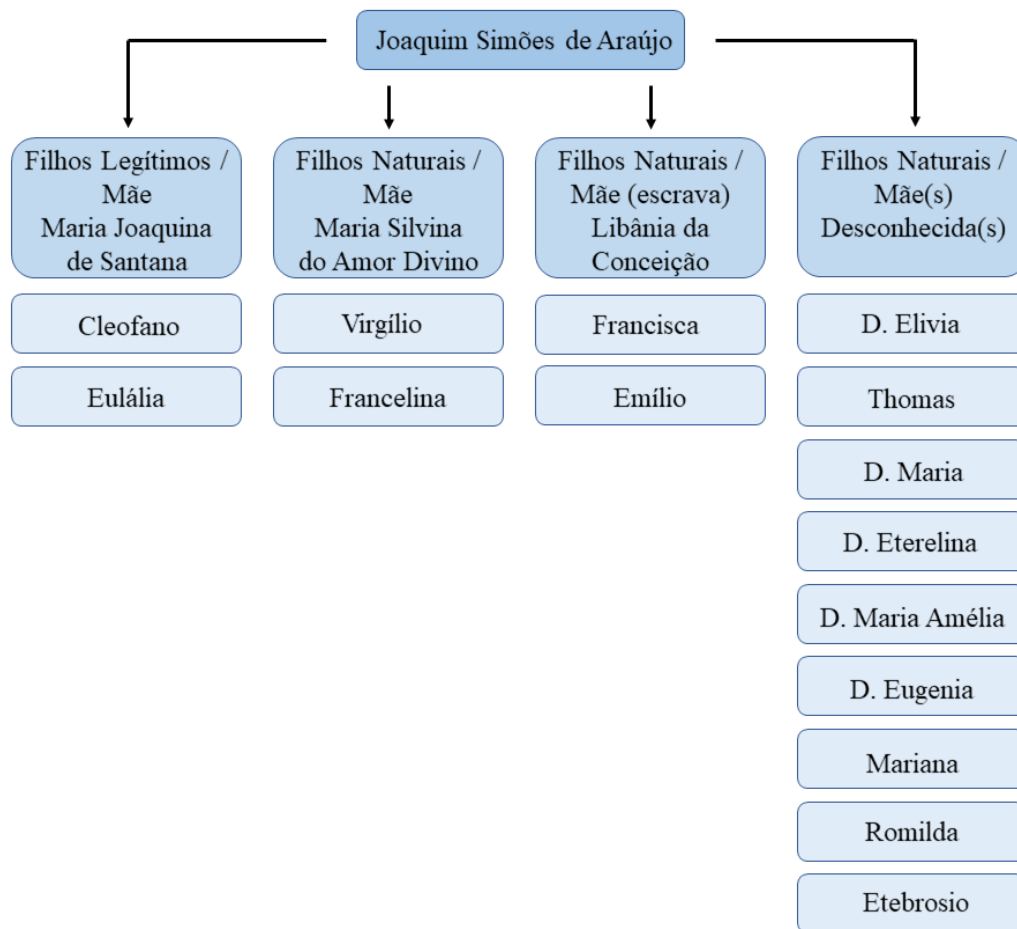 Joaquim Simões de Araújo
Filhos Legítimos /
Mãe
Maria Joaquina
de Santana
Cleofano
Eulália
Filhos Naturais /
Mãe
Maria Silvina
do Amor Divino
Virgílio
Francelina
Filhos Naturais /
Mãe (escrava)
Libânia da
Conceição
Francisca
Emílio
Filhos Naturais /
Mãe(s)
Desconhecida(s)
D. Elivia
Thomas
D. Maria
D. Eterelina
D. Maria Amélia
D. Eugenia
Mariana
Romilda
Etebrosio